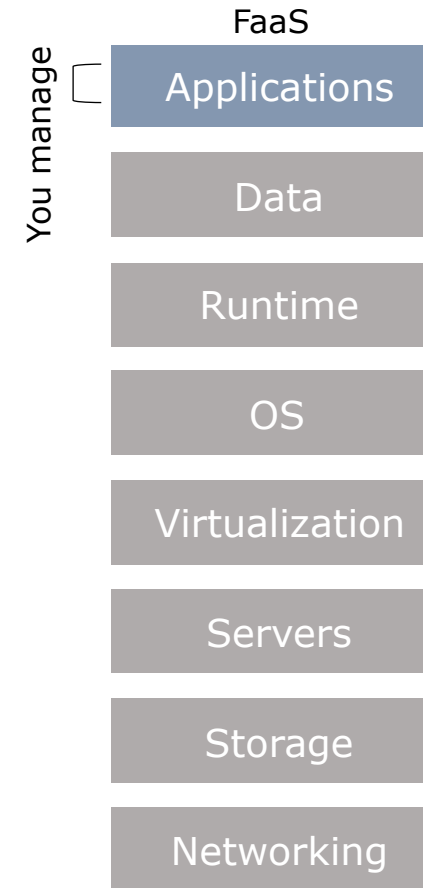 FaaS
You manage
Applications
Data
Runtime
OS
Virtualization
Servers
Storage
Networking